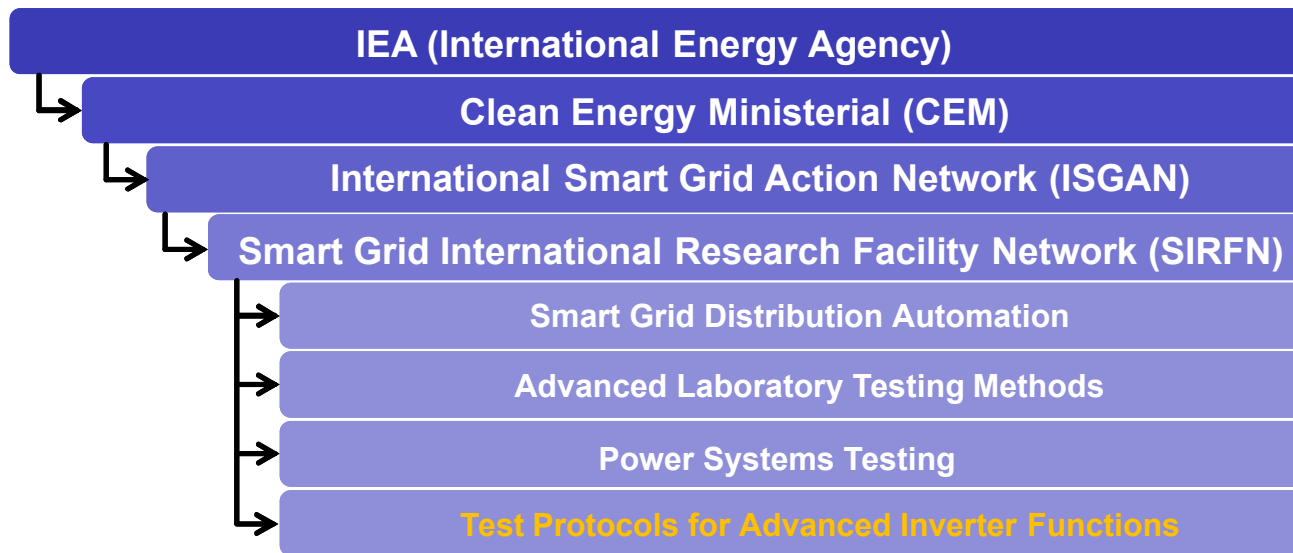 IEA (International Energy Agency)
Clean Energy Ministerial (CEM)
International Smart Grid Action Network (ISGAN)
Smart Grid International Research Facility Network (SIRFN)
Smart Grid Distribution Automation
Advanced Laboratory Testing Methods
Power Systems Testing
Test Protocols for Advanced Inverter Functions